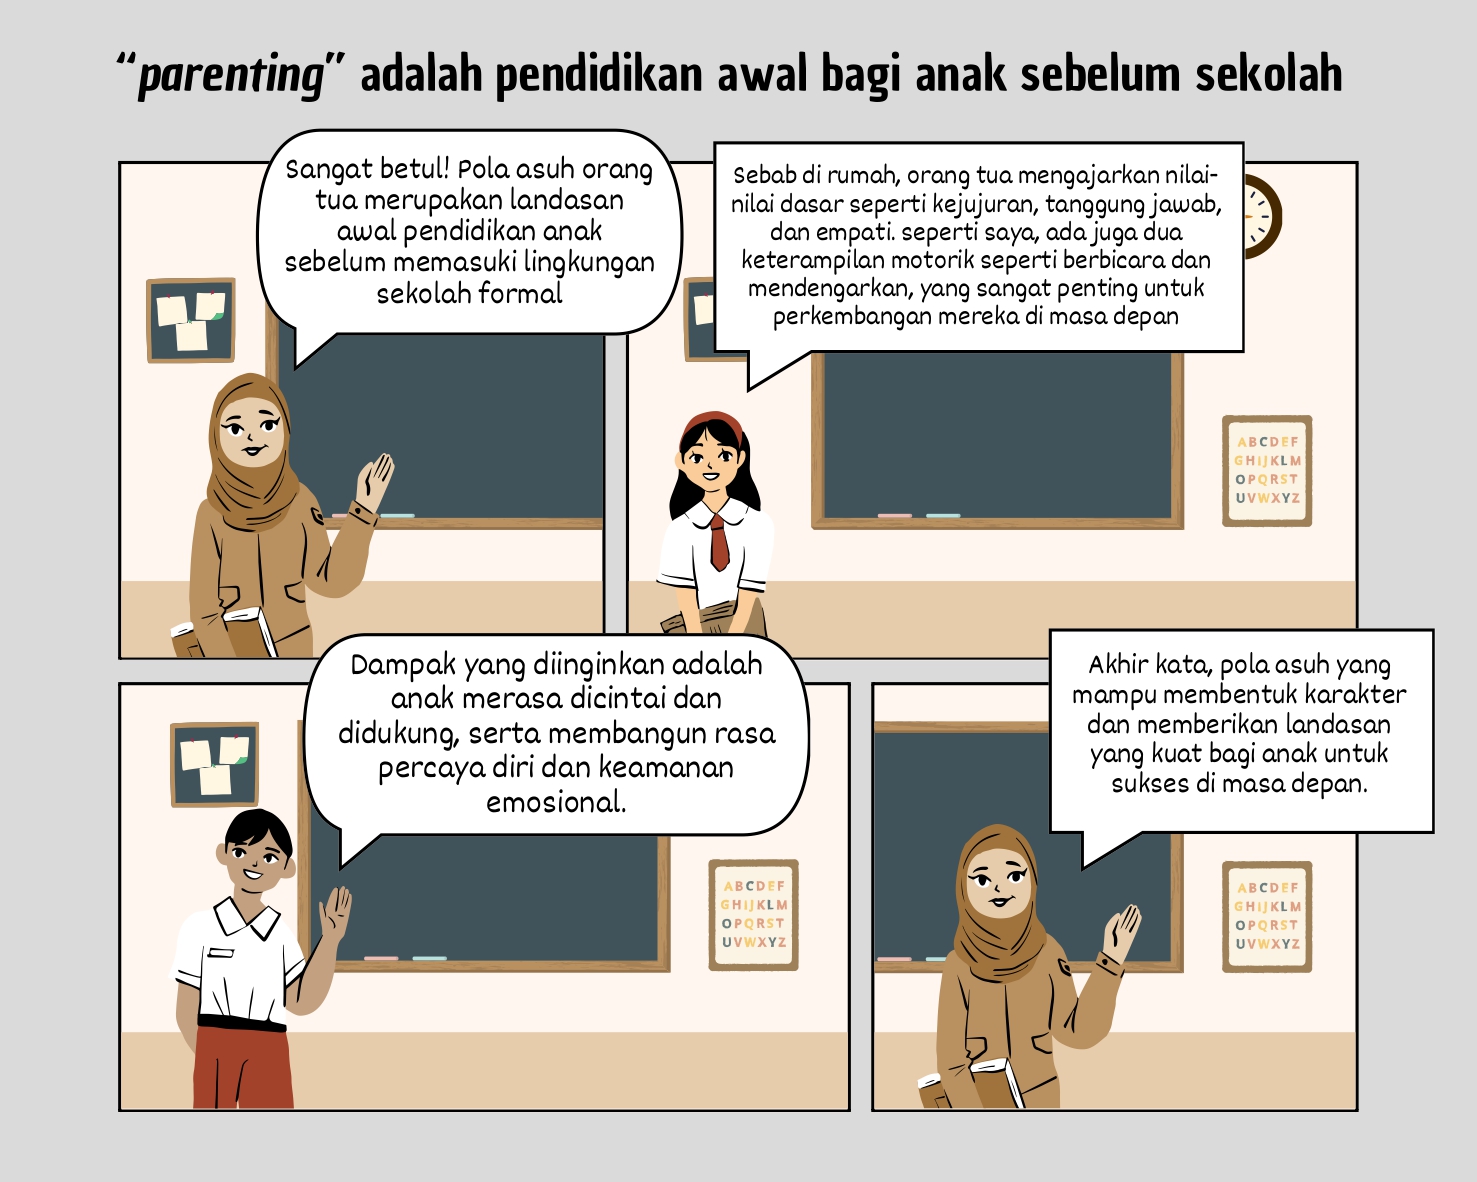 “parenting” adalah pendidikan awal bagi anak sebelum sekolah
Sangat betul! Pola asuh orang
tua merupakan landasan
awal pendidikan anak
sebelum memasuki lingkungan
sekolah formal
Sebab di rumah, orang tua mengajarkan nilai-
nilai dasar seperti kejujuran, tanggung jawab,
dan empati. seperti saya, ada juga dua
keterampilan motorik seperti berbicara dan
mendengarkan, yang sangat penting untuk
perkembangan mereka di masa depan
ABCDEF
GHIJKLM
OPQRST
UVWXYZ
Dampak yang diinginkan adalah
anak merasa dicintai dan
didukung, serta membangun rasa
percaya diri dan keamanan
emosional.
ABCDEF
GHIJKLM
OPQRST
UVWXYZ
Akhir kata, pola asuh yang
mampu membentuk karakter
dan memberikan landasan
yang kuat bagi anak untuk
sukses di masa depan.
ABCDEF
GHIJKLM
OPQRST
UVWXYZ